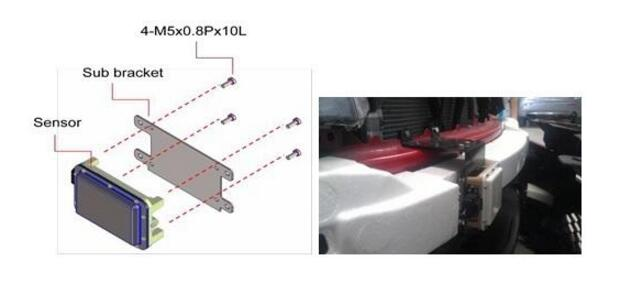 4-M5x0.8Px10L
Sub bracket
Sensor